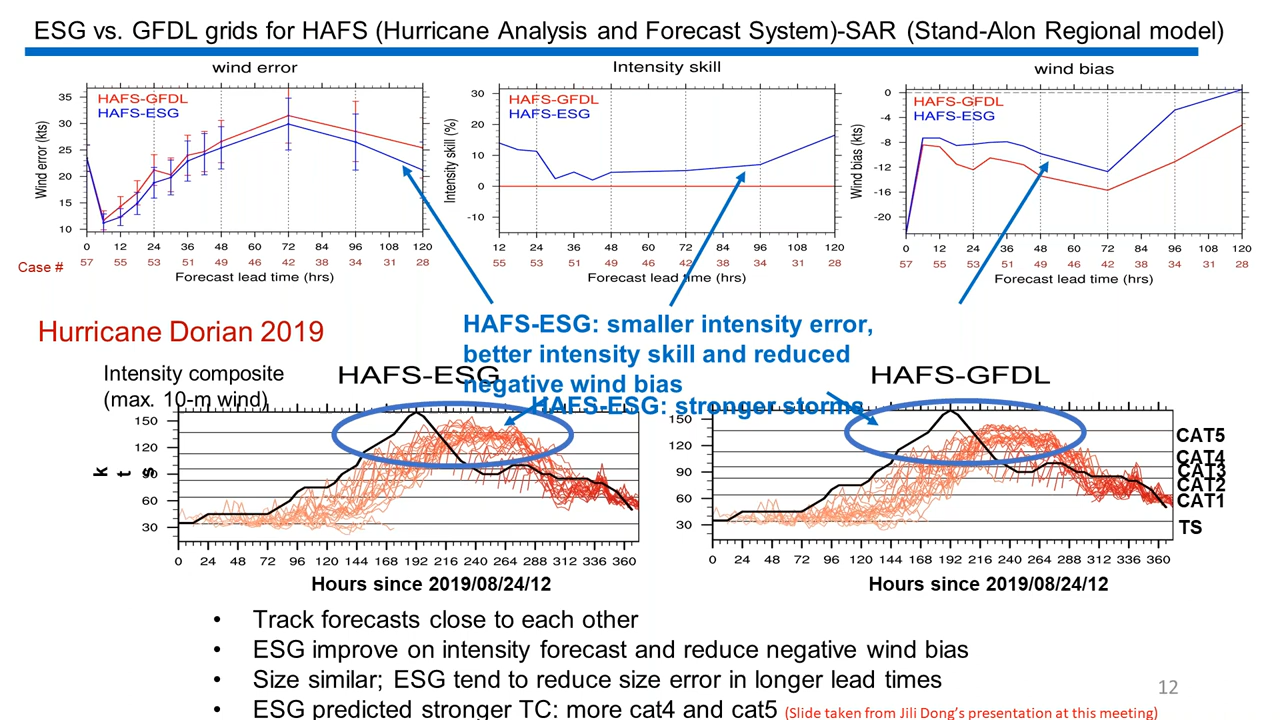 ESG vs. GFDL grids for HAFS (Hurricane Analysis and Forecast System)-SAR (Stand-Alon Regional model)
wind error
Intensity skill
wind bias
HAFS-GFDL
HAFS-ESG
HAFS-GFDL
HAFS-ESG
HAFS-GFDL
HAFS-ESG
Wind error (kts)
35
30
25
20
15
10
Intensity skill (%)
30
20
10
0
-10
Wind bias (kts)
0
-4
-8
-12
-16
-20
0 12 24 36 48 60 72 84 96 108 120
12 24 36 48 60 72 84 96 108 120
0 12 24 36 48 60 72 84 96 108 120
Case #
57 55 53 51 49 46 42 38 34 31 28
55 53 51 49 46 42 38 34 31 28
57 55 53 51 49 46 42 38 34 31 28
Forecast lead time (hrs)
Forecast lead time (hrs)
Forecast lead time (hrs)
Hurricane Dorian 2019
HAFS-ESG: smaller intensity error,
better intensity skill and reduced
negative wind bias
HAFS-ESG: stronger storms
Intensity composite
(max. 10-m wind)
HAFS-ESG
HAFS-GFDL
kts
150
120
90
60
30
150
120
90
60
30
CAT5
CAT4
CAT3
CAT2
CAT1
TS
0 24 48 72 96 120 144 168 192 216 240 264 288 312 336 360
0 24 48 72 96 120 144 168 192 216 240 264 288 312 336 360
Hours since 2019/08/24/12
Hours since 2019/08/24/12
• Track forecasts close to each other
• ESG improve on intensity forecast and reduce negative wind bias
• Size similar; ESG tend to reduce size error in longer lead times
• ESG predicted stronger TC: more cat4 and cat5 (Slide taken from Jili Dong's presentation at this meeting)
12